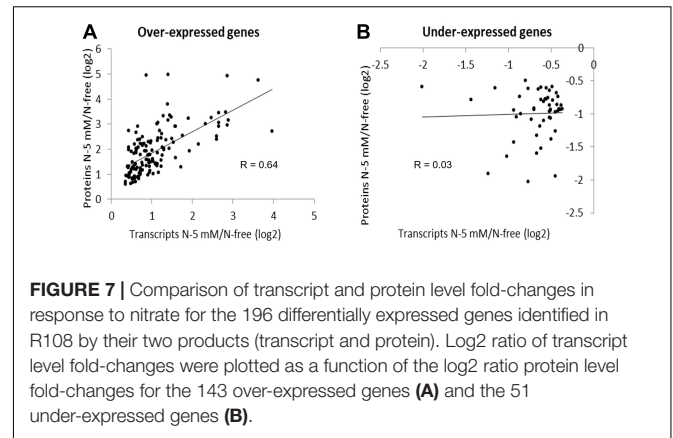 A
Over-expressed genes
Proteins N-5 mM/N-free (log2)
6
5
4
3
2
1
0
0 1 2 3 4 5
R = 0.64
Transcripts N-5 mM/N-free (log2)
B
Under-expressed genes
-2.5 -2 -1.5 -1 -0.5 0
0
-0.5
-1
-1.5
-2
-2.5
Proteins N-5 mM/N-free (log2)
R = 0.03
Transcripts N-5 mM/N-free (log2)
FIGURE 7 | Comparison of transcript and protein level fold-changes in
response to nitrate for the 196 differentially expressed genes identified in
R108 by their two products (transcript and protein). Log2 ratio of transcript
level fold-changes were plotted as a function of the log2 ratio protein level
fold-changes for the 143 over-expressed genes (A) and the 51
under-expressed genes (B).